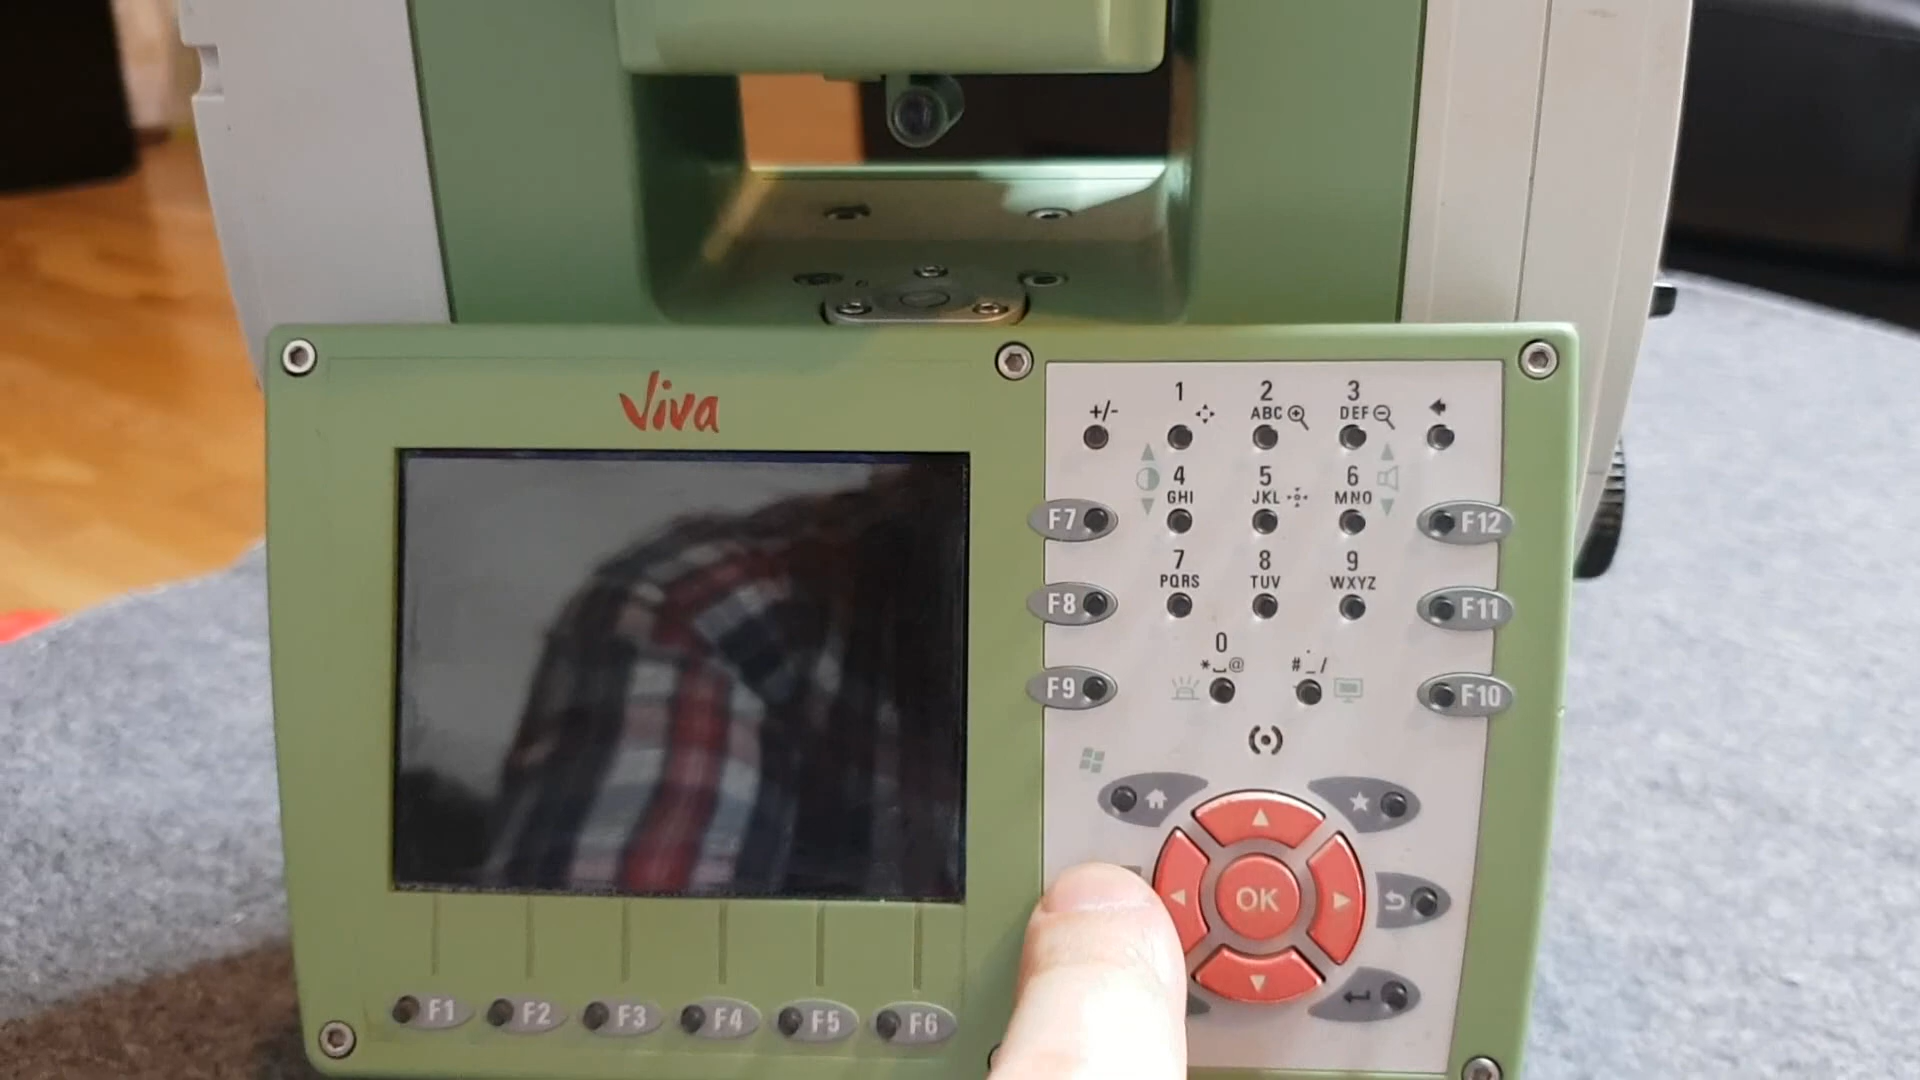 Viva
+/-
1
2
ABC
3
DEF
4
GHI
5
JKL
6
MNO
F7
F12
7
PQRS
8
TUV
9
WXYZ
F8
F11
0
*⎵@
.
#_/
F9
F10
OK
F1 F2 F3 F4 F5 F6